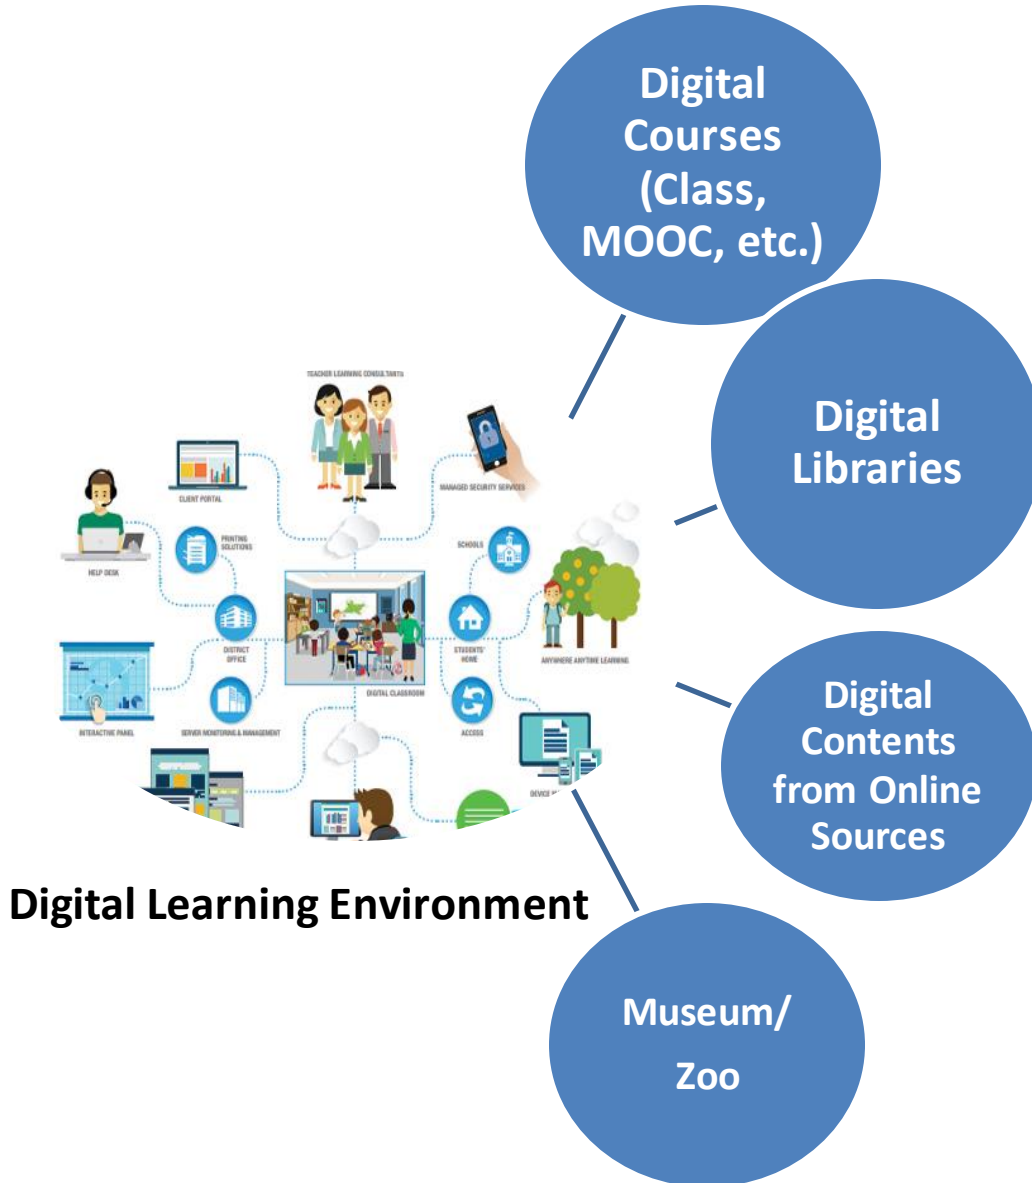 Digital
Courses
(Class,
MOOC, etc.)
Digital
Libraries
TEACHER LEARNING CONSULTANTS
CLIENT PORTAL
MANAGED SECURITY SERVICES
PRINTING
SOLUTIONS
SCHOOLS
HELP DESK
DISTRICT
OFFICE
STUDENTS'
HOME
ANYWHERE ANYTIME LEARNING
DIGITAL CLASSROOM
INTERACTIVE PANEL
SERVER MONITORING & MANAGEMENT
ACCESS
DEVICE
Digital
Contents
from Online
Sources
Digital Learning Environment
Museum/
Zoo